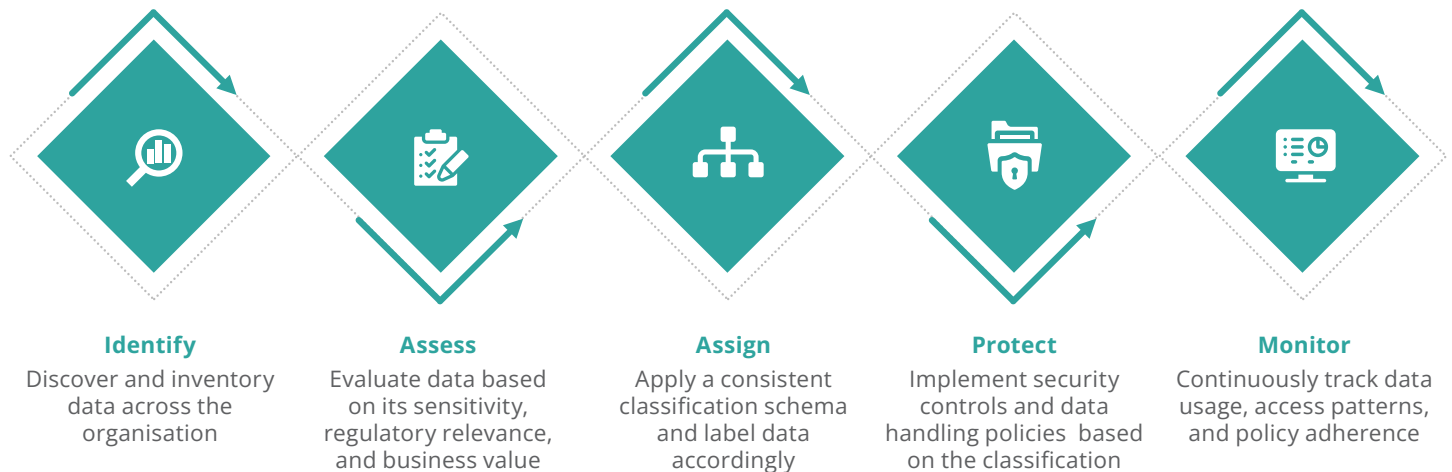 Identify
Discover and inventory
data across the
organisation
Assess
Evaluate data based
on its sensitivity,
regulatory relevance,
and business value
Assign
Apply a consistent
classification schema
and label data
accordingly
Protect
Implement security
controls and data
handling policies  based
on the classification
Monitor
Continuously track data
usage, access patterns,
and policy adherence